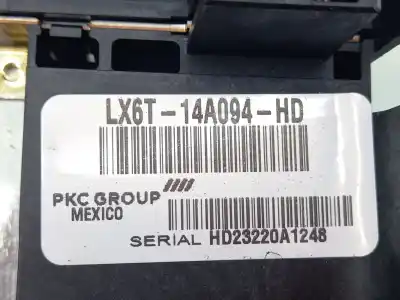 LX6T-14A094-HD
PKC GROUP
MEXICO
SERIAL HD23220A1248